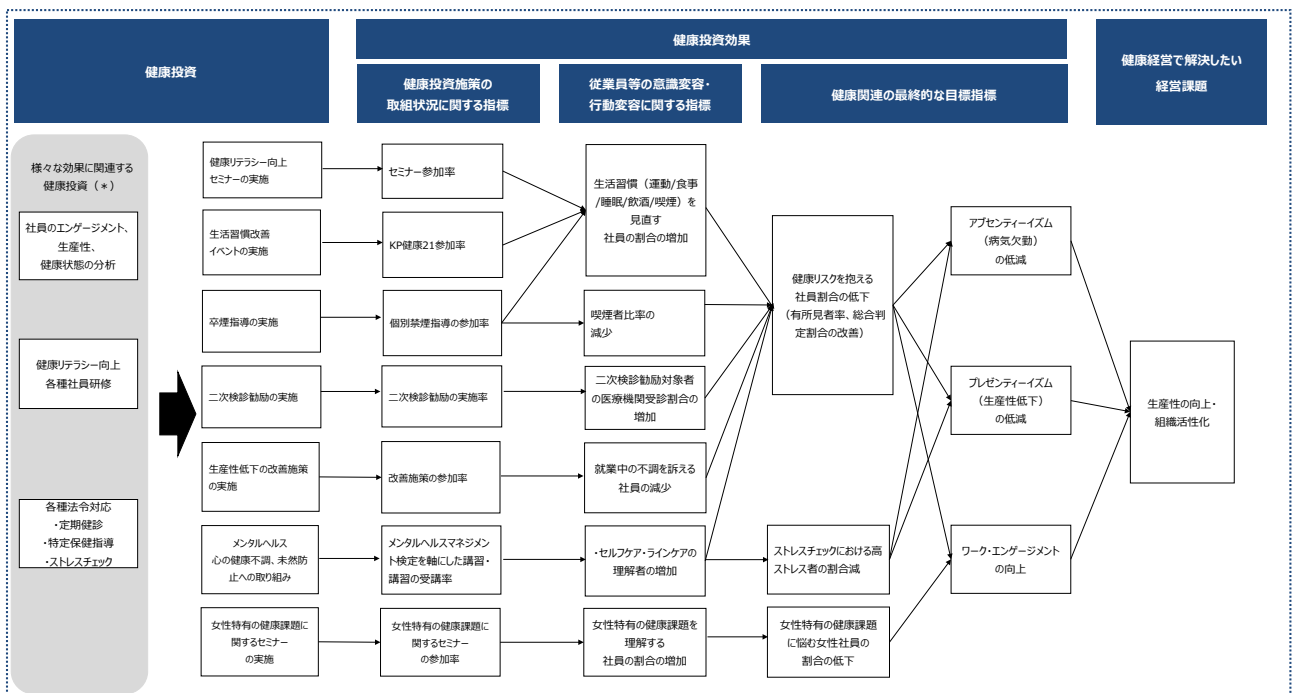 健康投資
健康投資効果
健康経営で解決したい
経営課題
健康投資施策の
取組状況に関する指標
従業員等の意識変容・
行動変容に関する指標
健康関連の最終的な目標指標
様々な効果に関連する
健康投資（＊）
社員のエンゲージメント、
生産性、
健康状態の分析
健康リテラシー向上
各種社員研修
各種法令対応
・定期健診
・特定保健指導
・ストレスチェック
健康リテラシー向上
セミナーの実施
生活習慣改善
イベントの実施
卒煙指導の実施
二次検診勧励の実施
生産性低下の改善施策
の実施
メンタルヘルス
心の健康不調、未然防
止への取り組み
女性特有の健康課題に
関するセミナー
の実施
セミナー参加率
KP健康21参加率
個別禁煙指導の参加率
二次検診勧励の実施率
改善施策の参加率
メンタルヘルスマネジメン
ト検定を軸にした講習・
講習の受講率
女性特有の健康課題に
関するセミナー
の参加率
生活習慣（運動/食事
/睡眠/飲酒/喫煙）を
見直す
社員の割合の増加
喫煙者比率の
減少
二次検診勧励対象者
の医療機関受診割合の
増加
就業中の不調を訴える
社員の減少
・セルフケア・ラインケアの
理解者の増加
女性特有の健康課題を
理解する
社員の割合の増加
健康リスクを抱える
社員割合の低下
（有所見者率、総合判
定割合の改善）
ストレスチェックにおける高
ストレス者の割合減
女性特有の健康課題
に悩む女性社員の
割合の低下
アブセンティーイズム
（病気欠勤）
の低減
プレゼンティーイズム
（生産性低下）
の低減
ワーク・エンゲージメント
の向上
生産性の向上・
組織活性化